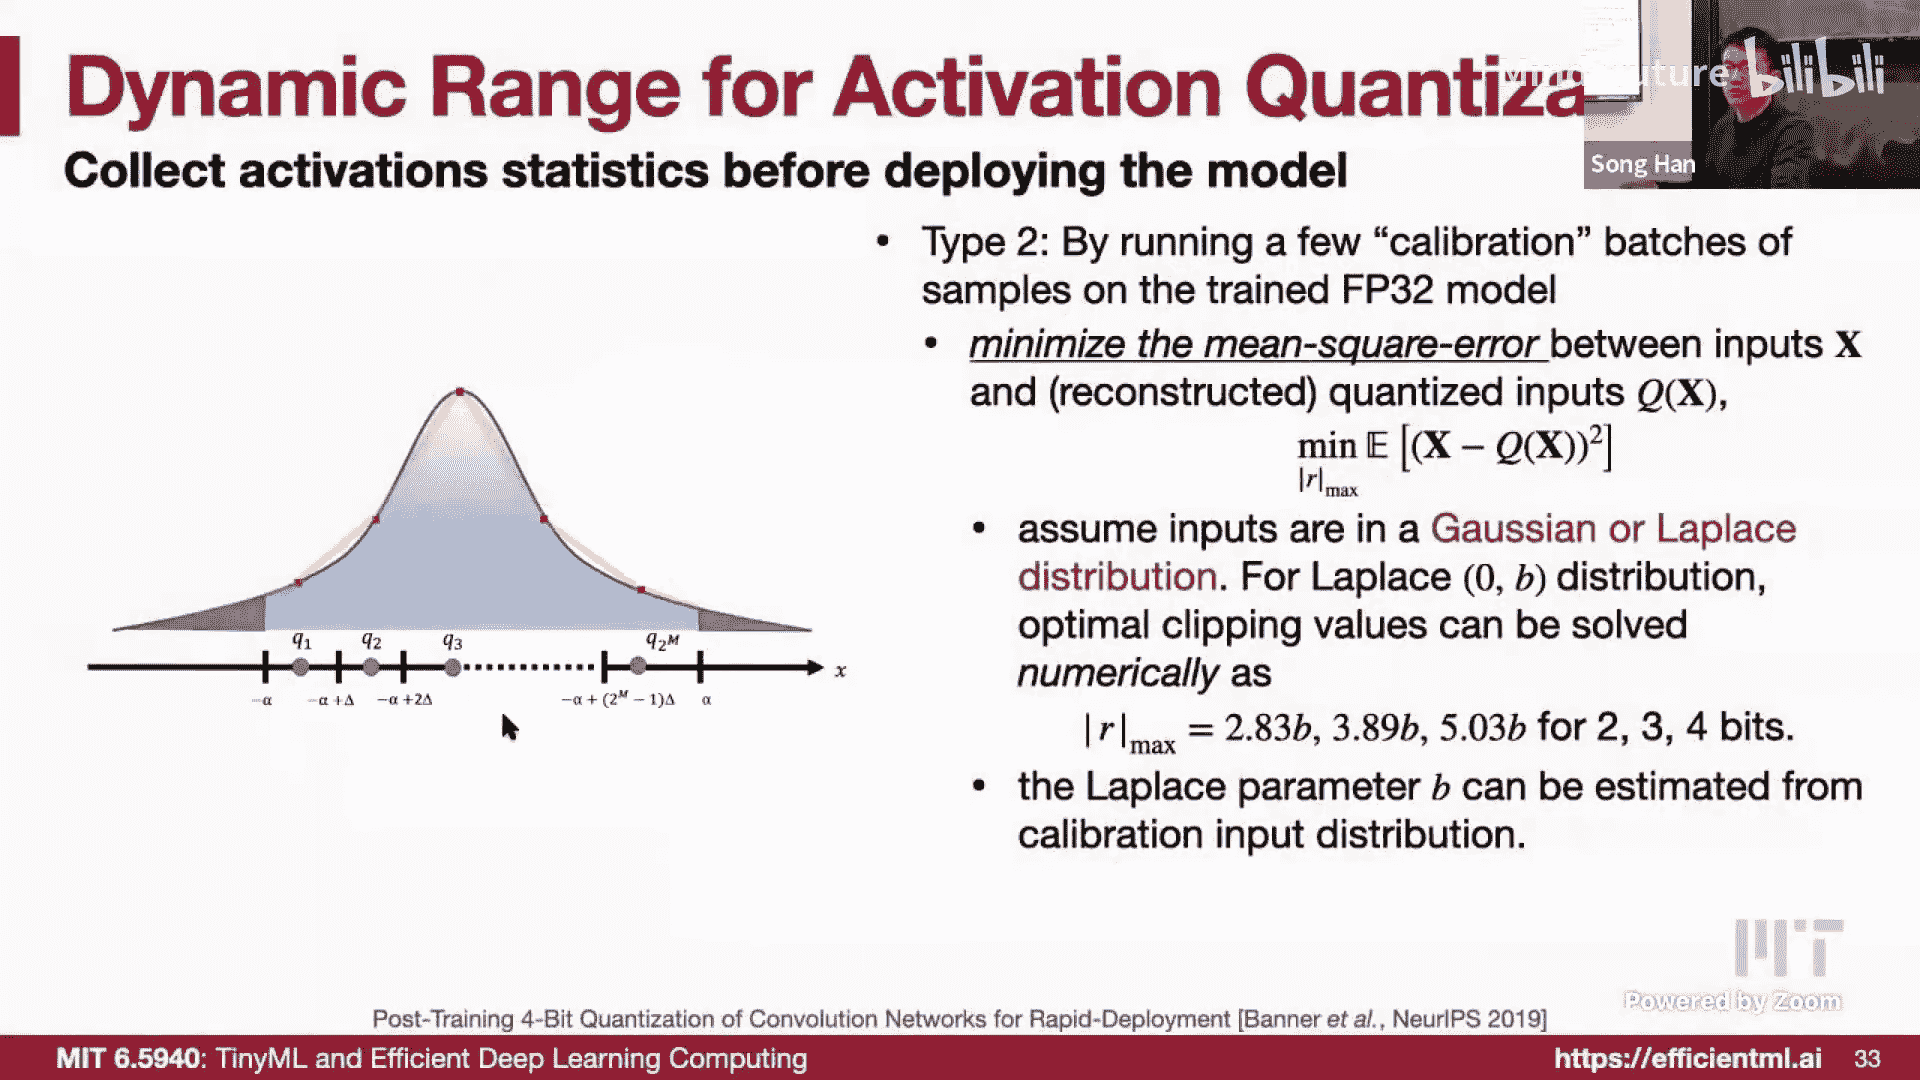 Dynamic Range for Activation Quantiza
Mind Future
bilibili
Song Han
Collect activations statistics before deploying the model
• Type 2: By running a few “calibration” batches of
samples on the trained FP32 model
• minimize the mean-square-error between inputs X
and (reconstructed) quantized inputs Q(X),
min 𝔼 [(X − Q(X))²]
|r|max
• assume inputs are in a Gaussian or Laplace
distribution. For Laplace (0, b) distribution,
optimal clipping values can be solved
numerically as
|r|max = 2.83b, 3.89b, 5.03b for 2, 3, 4 bits.
• the Laplace parameter b can be estimated from
calibration input distribution.
q₁ q₂ q₃ q₂ᴹ
x
−α −α +Δ −α +2Δ −α + (2ᴹ − 1)Δ α
MIT
Powered by Zoom
Post-Training 4-Bit Quantization of Convolution Networks for Rapid-Deployment [Banner et al., NeurIPS 2019]
MIT 6.5940: TinyML and Efficient Deep Learning Computing
https://efficientml.ai 33